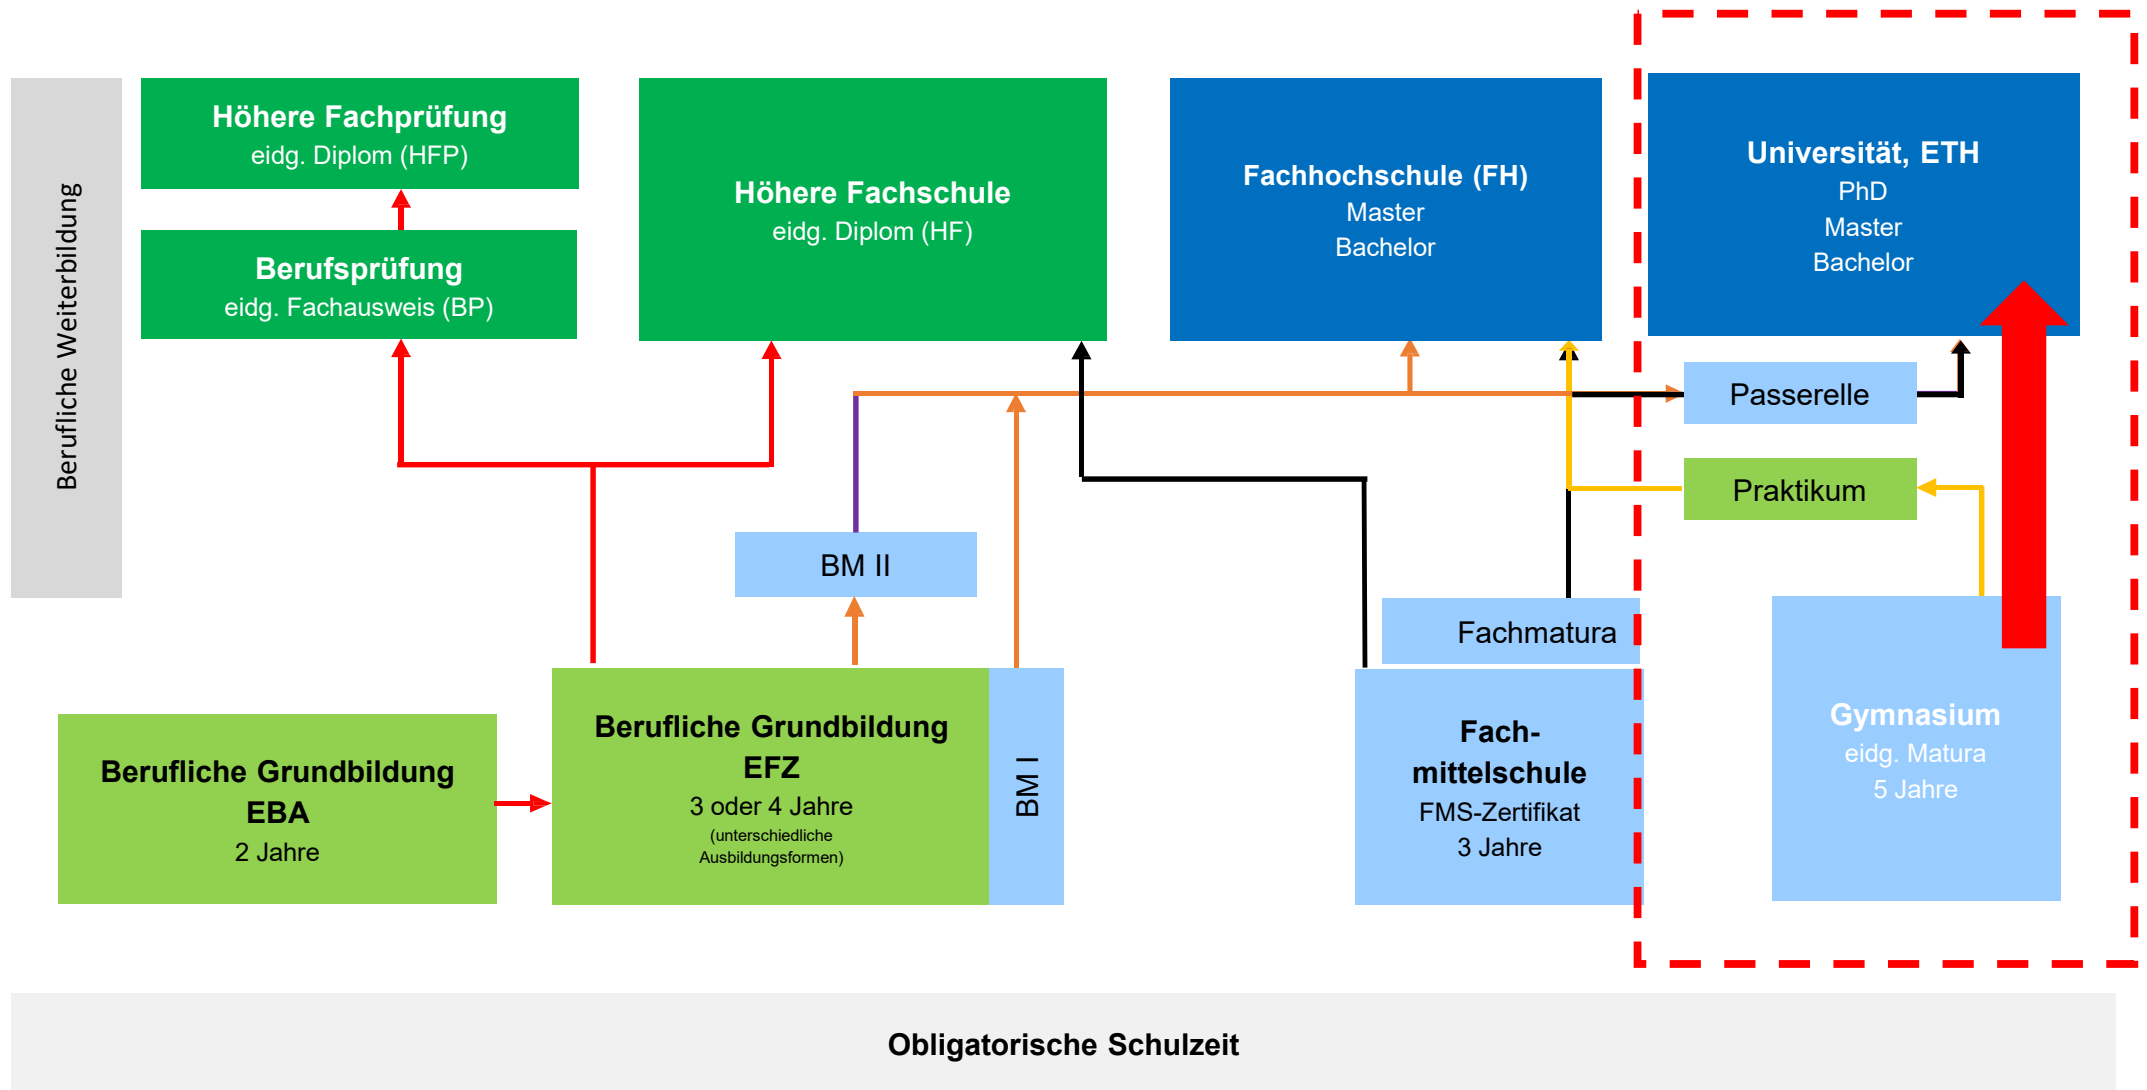 Berufliche Weiterbildung
Höhere Fachprüfung
eidg. Diplom (HFP)
Berufsprüfung
eidg. Fachausweis (BP)
Höhere Fachschule
eidg. Diplom (HF)
Fachhochschule (FH)
Master
Bachelor
Universität, ETH
PhD
Master
Bachelor
Passerelle
Praktikum
BM II
Fachmatura
Berufliche Grundbildung
EBA
2 Jahre
Berufliche Grundbildung
EFZ
3 oder 4 Jahre
(unterschiedliche
Ausbildungsformen)
BM I
Fach-
mittelschule
FMS-Zertifikat
3 Jahre
Gymnasium
eidg. Matura
5 Jahre
Obligatorische Schulzeit